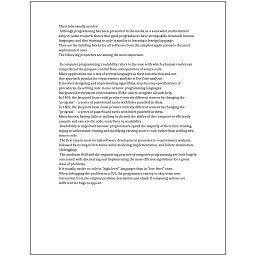 Their jobs usually involve:
Although programming has been presented in the media as a somewhat mathematical
subject, some research shows that good programmers have strong skills in natural human
languages, and that learning to code is similar to learning a foreign language.
They are the building blocks for all software, from the simplest applications to the most
sophisticated ones.
The following properties are among the most important:

 In computer programming, readability refers to the ease with which a human reader can
comprehend the purpose, control flow, and operation of source code.
Many applications use a mix of several languages in their construction and use.
One approach popular for requirements analysis is Use Case analysis.
It involves designing and implementing algorithms, step-by-step specifications of
procedures, by writing code in one or more programming languages.
Integrated development environments (IDEs) aim to integrate all such help.
In 1801, the Jacquard loom could produce entirely different weaves by changing the
"program" – a series of pasteboard cards with holes punched in them.
In 1801, the Jacquard loom could produce entirely different weaves by changing the
"program" – a series of pasteboard cards with holes punched in them.
Many factors, having little or nothing to do with the ability of the computer to efficiently
compile and execute the code, contribute to readability.
 Readability is important because programmers spend the majority of their time reading,
trying to understand, reusing and modifying existing source code, rather than writing new
source code.
 The first step in most formal software development processes is requirements analysis,
followed by testing to determine value modeling, implementation, and failure elimination
(debugging).
 The academic field and the engineering practice of computer programming are both largely
concerned with discovering and implementing the most efficient algorithms for a given
class of problems.
It is usually easier to code in "high-level" languages than in "low-level" ones.
When debugging the problem in a GUI, the programmer can try to skip some user
interaction from the original problem description and check if remaining actions are
sufficient for bugs to appear.